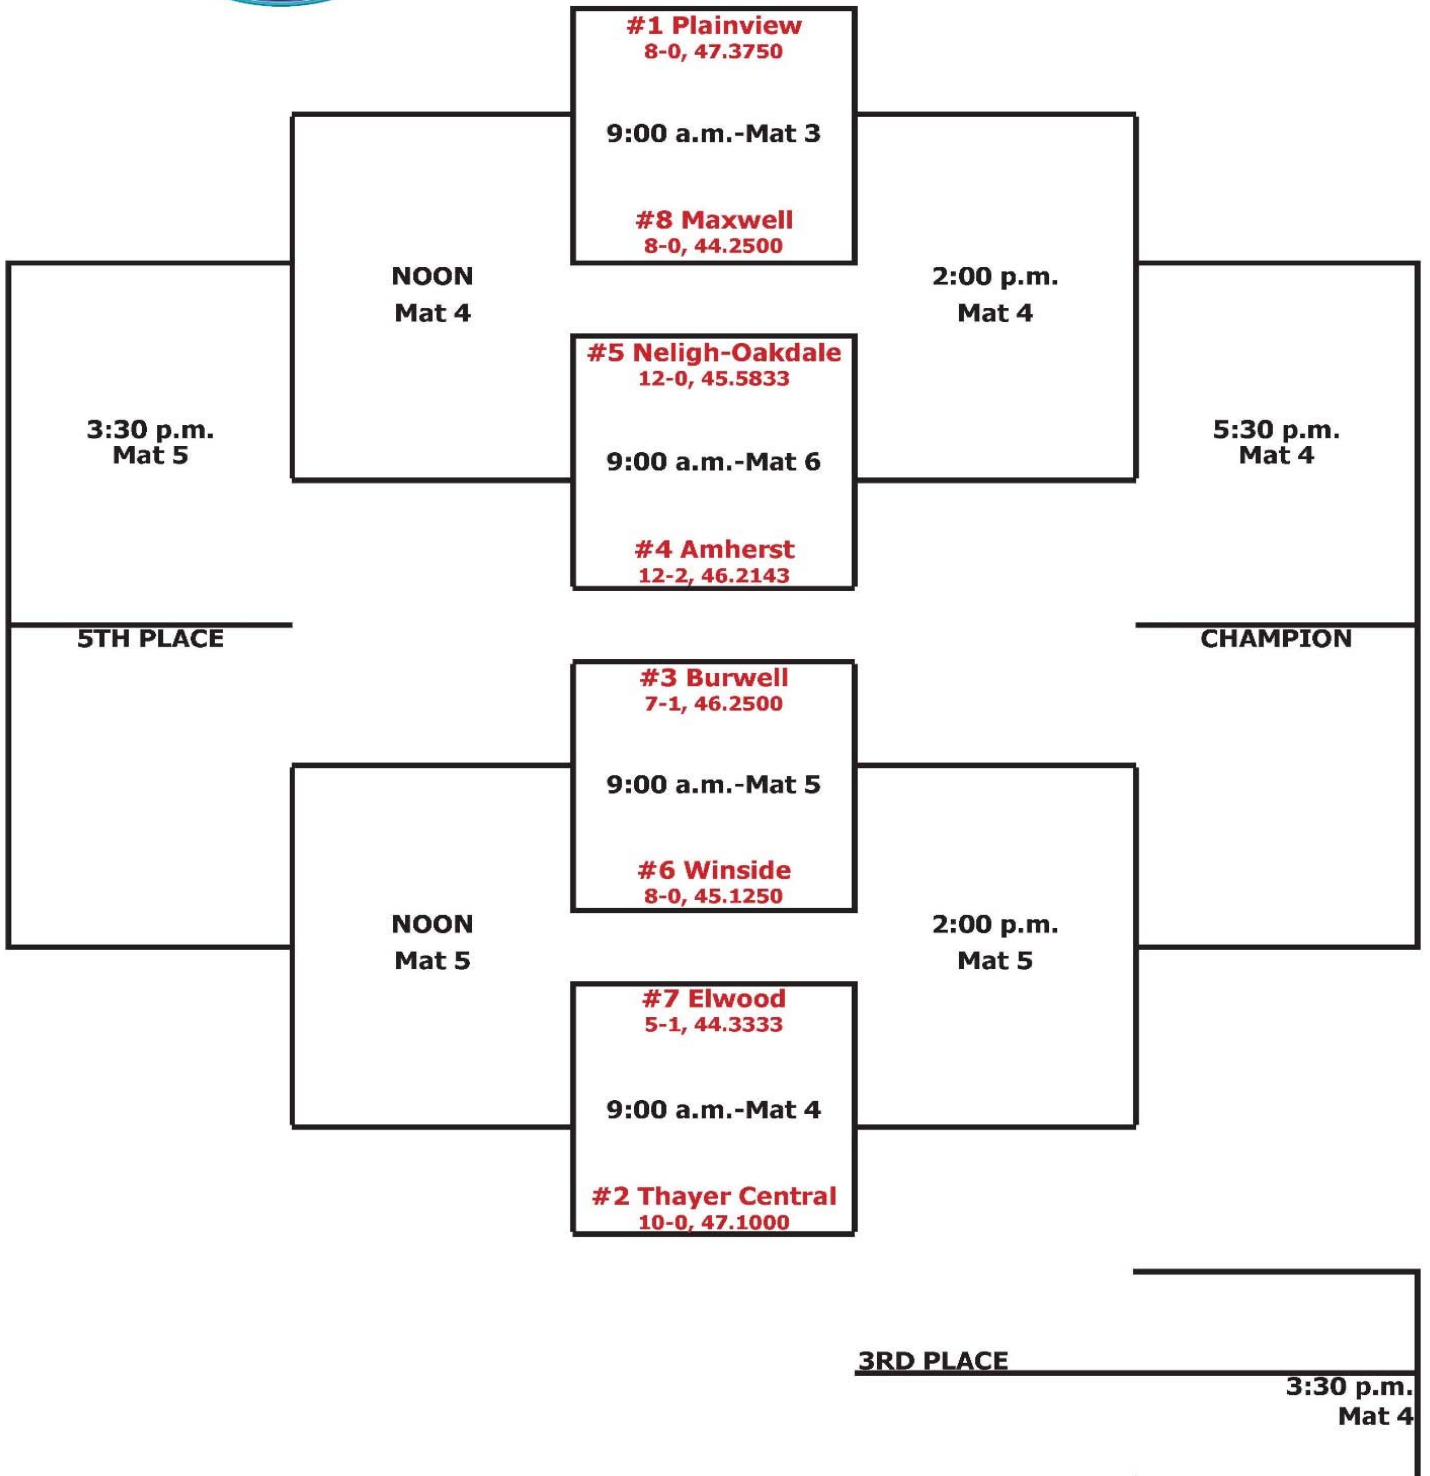 #1 Plainview
8-0, 47.3750
9:00 a.m.-Mat 3
#8 Maxwell
8-0, 44.2500
NOON
Mat 4
2:00 p.m.
Mat 4
#5 Neligh-Oakdale
12-0, 45.5833
9:00 a.m.-Mat 6
#4 Amherst
12-2, 46.2143
3:30 p.m.
Mat 5
5:30 p.m.
Mat 4
5TH PLACE
CHAMPION
#3 Burwell
7-1, 46.2500
9:00 a.m.-Mat 5
#6 Winside
8-0, 45.1250
NOON
Mat 5
2:00 p.m.
Mat 5
#7 Elwood
5-1, 44.3333
9:00 a.m.-Mat 4
#2 Thayer Central
10-0, 47.1000
3RD PLACE
3:30 p.m.
Mat 4